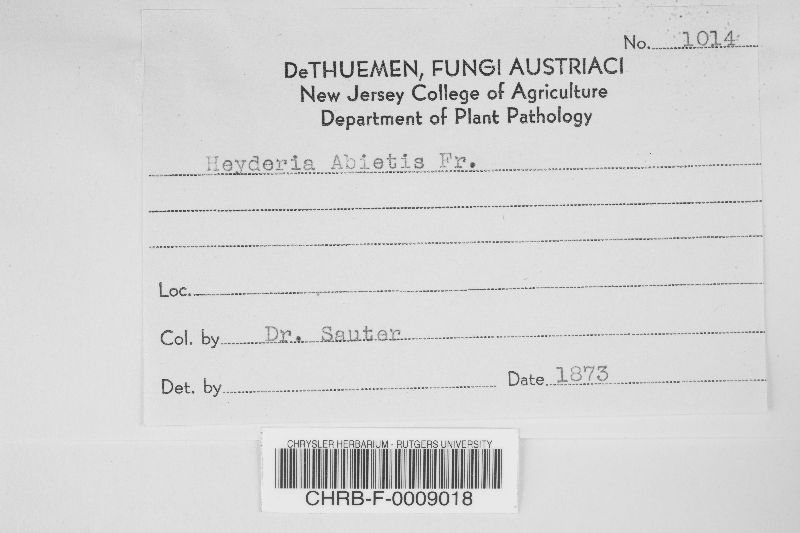 No. 1014
DeTHUEMEN, FUNGI AUSTRIACI
New Jersey College of Agriculture
Department of Plant Pathology
Heyderia Abietis Fr.
Loc.
Col. by Dr. Sauter
Det. by Date 1873
CHRYSLER HERBARIUM - RUTGERS UNIVERSITY
CHRB-F-0009018